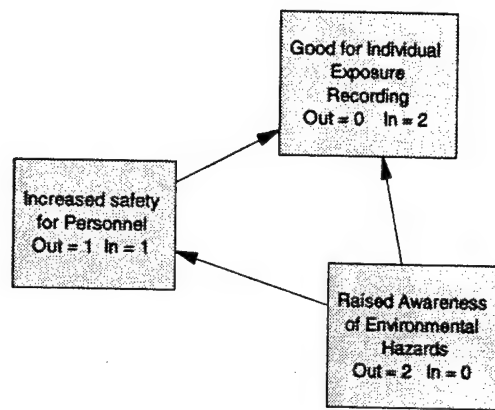 Good for Individual
Exposure
Recording
Out = 0 In = 2
Increased safety
for Personnel
Out = 1 In = 1
Raised Awareness
of Environmental
Hazards
Out = 2 In = 0